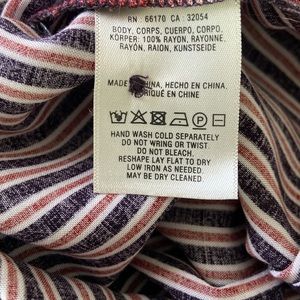 RN : 66170 CA : 32054
BODY, CORPS, CUERPO, CORPO,
KÖRPER: 100% RAYON, RAYONNE,
RAYÓN, RAION, KUNSTSEIDE
MADE CHINA, HECHO EN CHINA,
RIQUÉ EN CHINE
HAND WASH COLD SEPARATELY
DO NOT WRING OR TWIST
DO NOT BLEACH.
RESHAPE LAY FLAT TO DRY
LOW IRON AS NEEDED.
MAY BE DRY CLEANED.